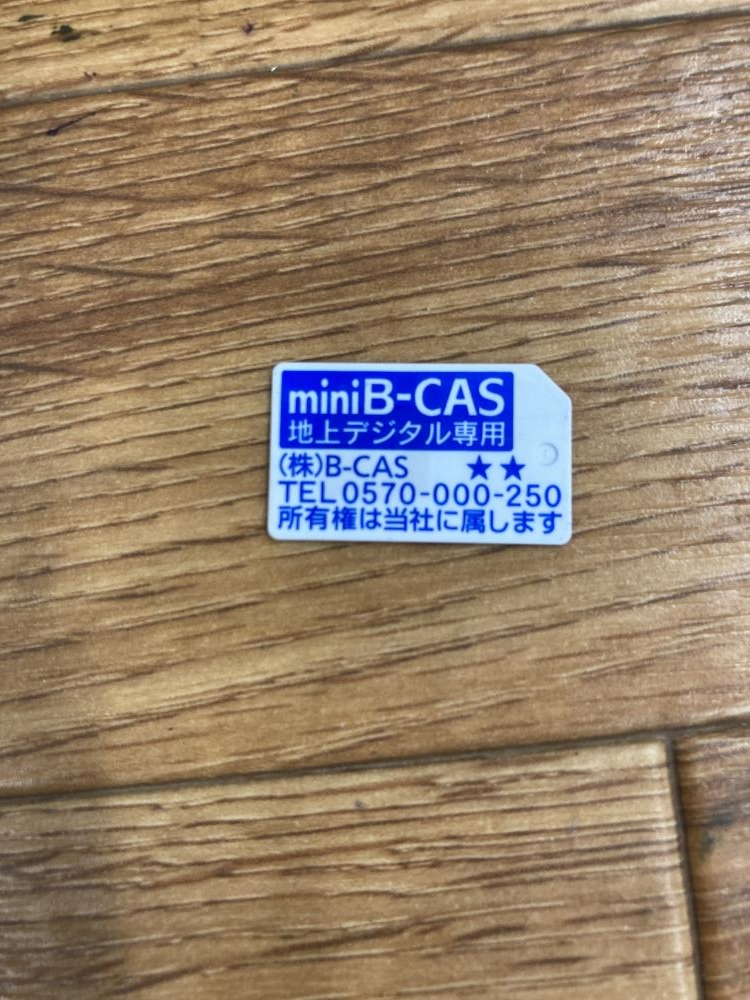 miniB-CAS
地上デジタル専用
(株)B-CAS ★★
TEL 0570-000-250
所有権は当社に属します